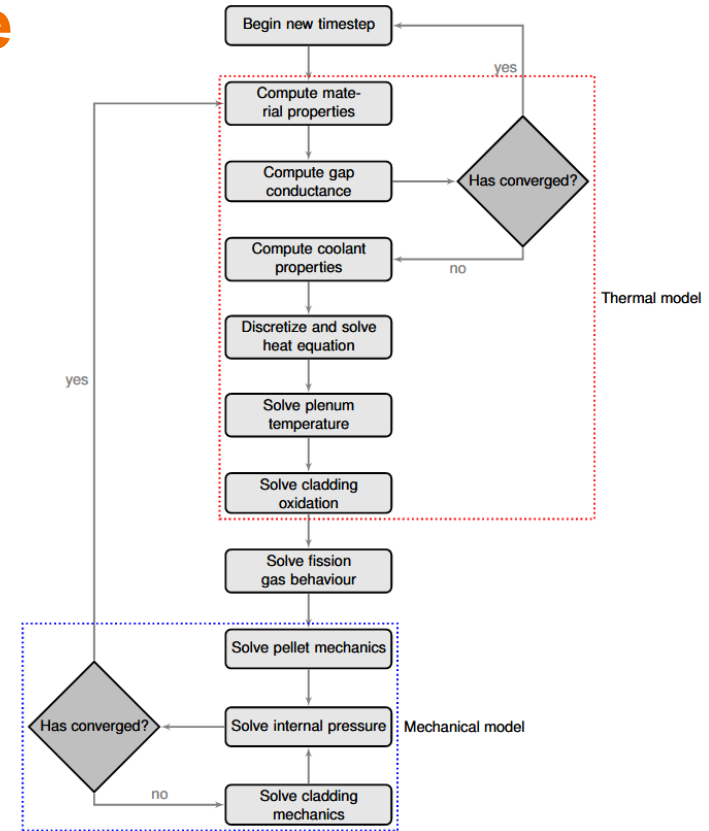 e
Begin new timestep
yes
Compute mate-
rial properties
Compute gap
conductance
Has converged?
Compute coolant
properties
no
Thermal model
Discretize and solve
heat equation
yes
Solve plenum
temperature
Solve cladding
oxidation
Solve fission
gas behaviour
Solve pellet mechanics
Has converged?
Solve internal pressure
Mechanical model
no
Solve cladding
mechanics